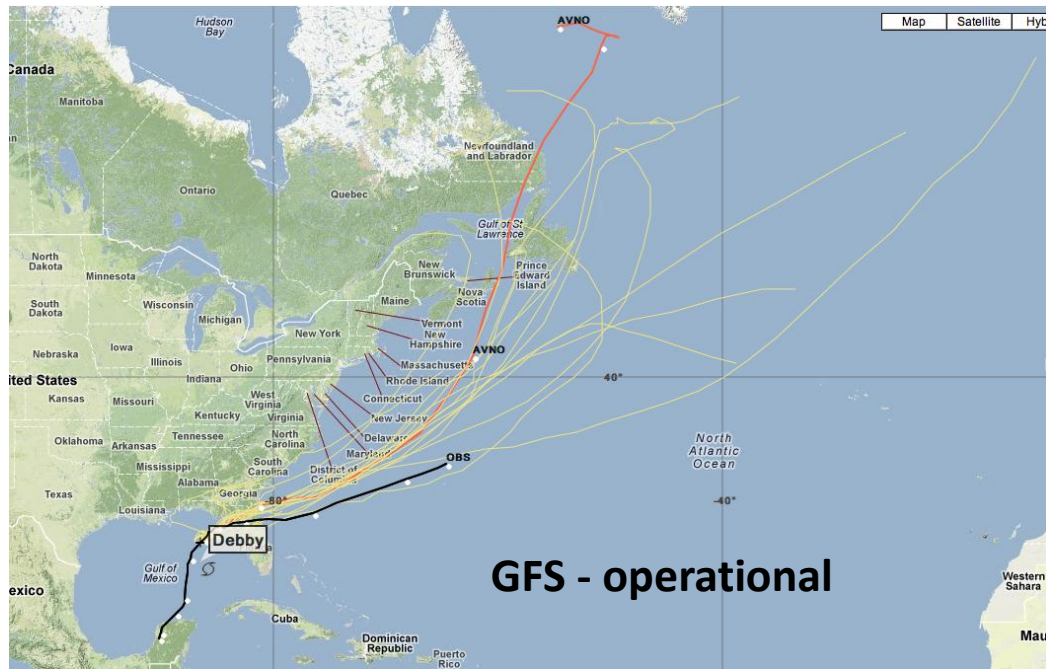 Hudson
Bay
AVNO
Map
Satellite
Hyb
Canada
Manitoba
Newfoundland
and Labrador
Ontario
Quebec
Gulf of St
Lawrence
North
Dakota
Minnesota
New
Brunswick
Prince
Edward
Island
Nova
Scotia
Maine
South
Dakota
Wisconsin
Michigan
Vermont
New
Hampshire
New York
AVNO
Massachusetts
Nebraska
Iowa
Illinois
Indiana
Ohio
Pennsylvania
Rhode Island
ited States
40°
Kansas
Missouri
West
Virginia
Connecticut
Kentucky
Virginia
New Jersey
Oklahoma
Arkansas
Tennessee
North
Carolina
Delaware
Maryland
OBS
North
Atlantic
Ocean
Mississippi
South
Carolina
District of
Columbia
Alabama
Texas
Georgia
-80°
-40°
Louisiana
Debby
Gulf of
Mexico
GFS - operational
exico
Western
Sahara
Cuba
Dominican
Republic
Puerto
Rico
Mau